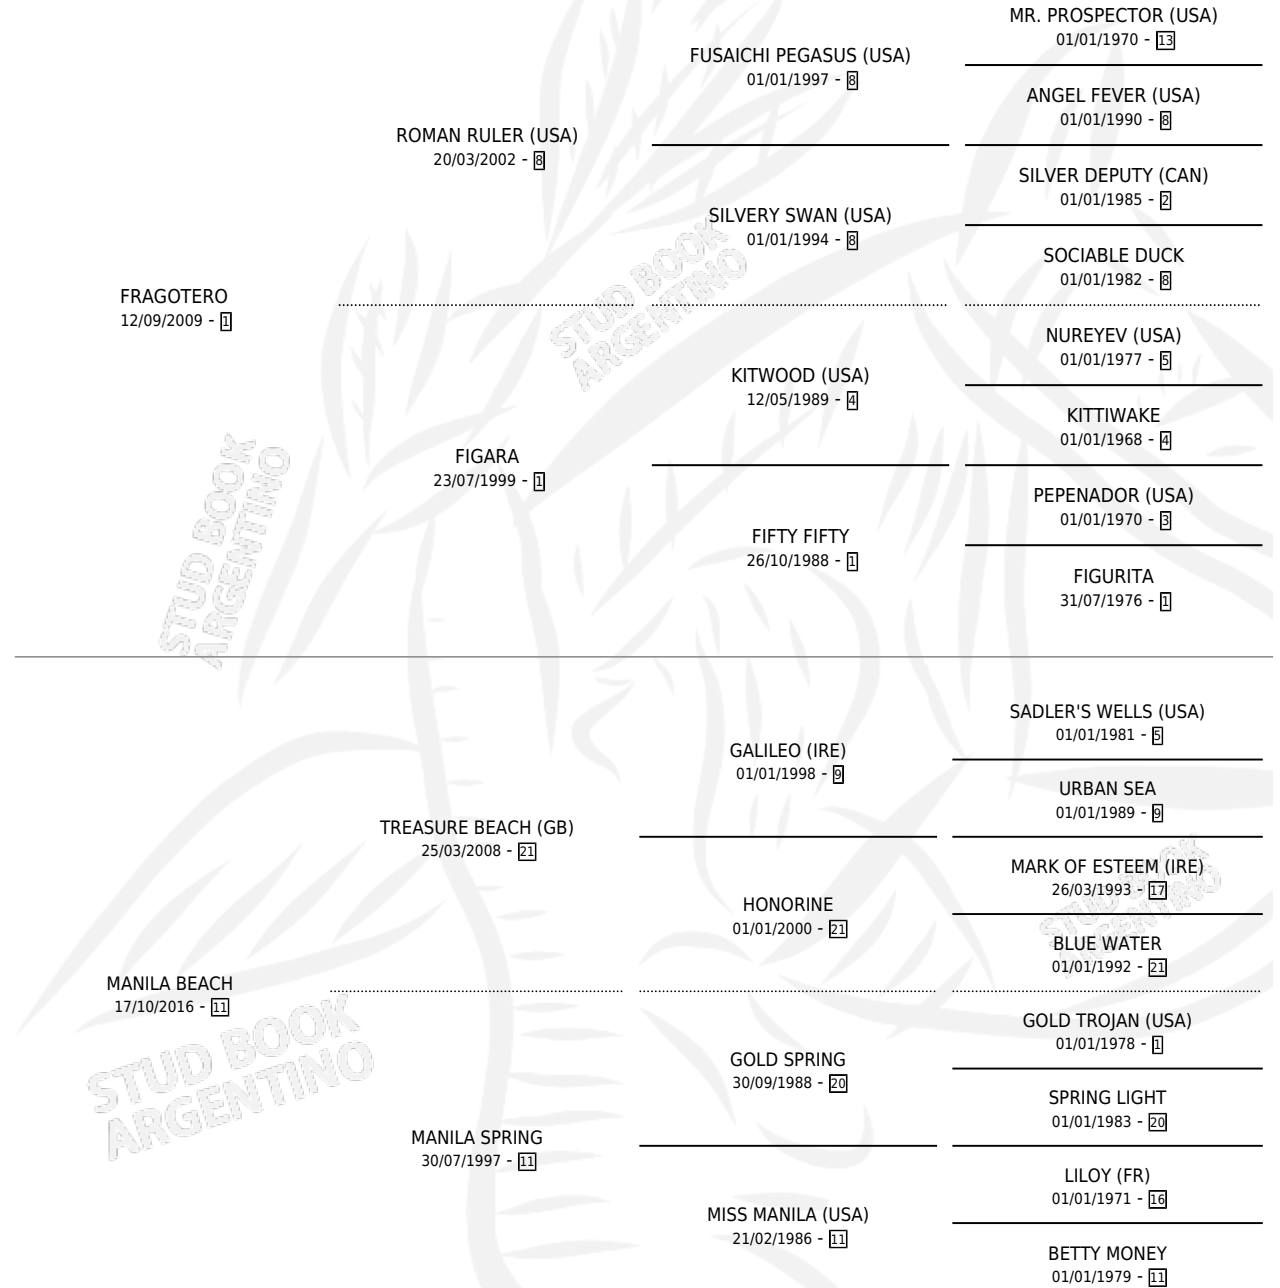 MR. PROSPECTOR (USA)
01/01/1970 - 13
FUSAICHI PEGASUS (USA)
01/01/1997 - 8
ANGEL FEVER (USA)
01/01/1990 - 8
ROMAN RULER (USA)
20/03/2002 - 8
SILVER DEPUTY (CAN)
01/01/1985 - 2
SILVERY SWAN (USA)
01/01/1994 - 8
SOCIABLE DUCK
01/01/1982 - 8
STUD BOOK
ARGENTINO
FRAGOTERO
12/09/2009 - 1
NUREYEV (USA)
01/01/1977 - 5
KITWOOD (USA)
12/05/1989 - 4
KITTIWAKE
01/01/1968 - 4
FIGARA
23/07/1999 - 1
PEPENADOR (USA)
01/01/1970 - 3
FIFTY FIFTY
26/10/1988 - 1
FIGURITA
31/07/1976 - 1
STUD BOOK
ARGENTINO
SADLER'S WELLS (USA)
01/01/1981 - 5
GALILEO (IRE)
01/01/1998 - 9
URBAN SEA
01/01/1989 - 9
TREASURE BEACH (GB)
25/03/2008 - 21
MARK OF ESTEEM (IRE)
26/03/1993 - 17
HONORINE
01/01/2000 - 21
BLUE WATER
01/01/1992 - 21
STUD BOOK
ARGENTINO
MANILA BEACH
17/10/2016 - 11
GOLD TROJAN (USA)
01/01/1978 - 1
GOLD SPRING
30/09/1988 - 20
SPRING LIGHT
01/01/1983 - 20
STUD BOOK
ARGENTINO
MANILA SPRING
30/07/1997 - 11
LILOY (FR)
01/01/1971 - 16
MISS MANILA (USA)
21/02/1986 - 11
BETTY MONEY
01/01/1979 - 11